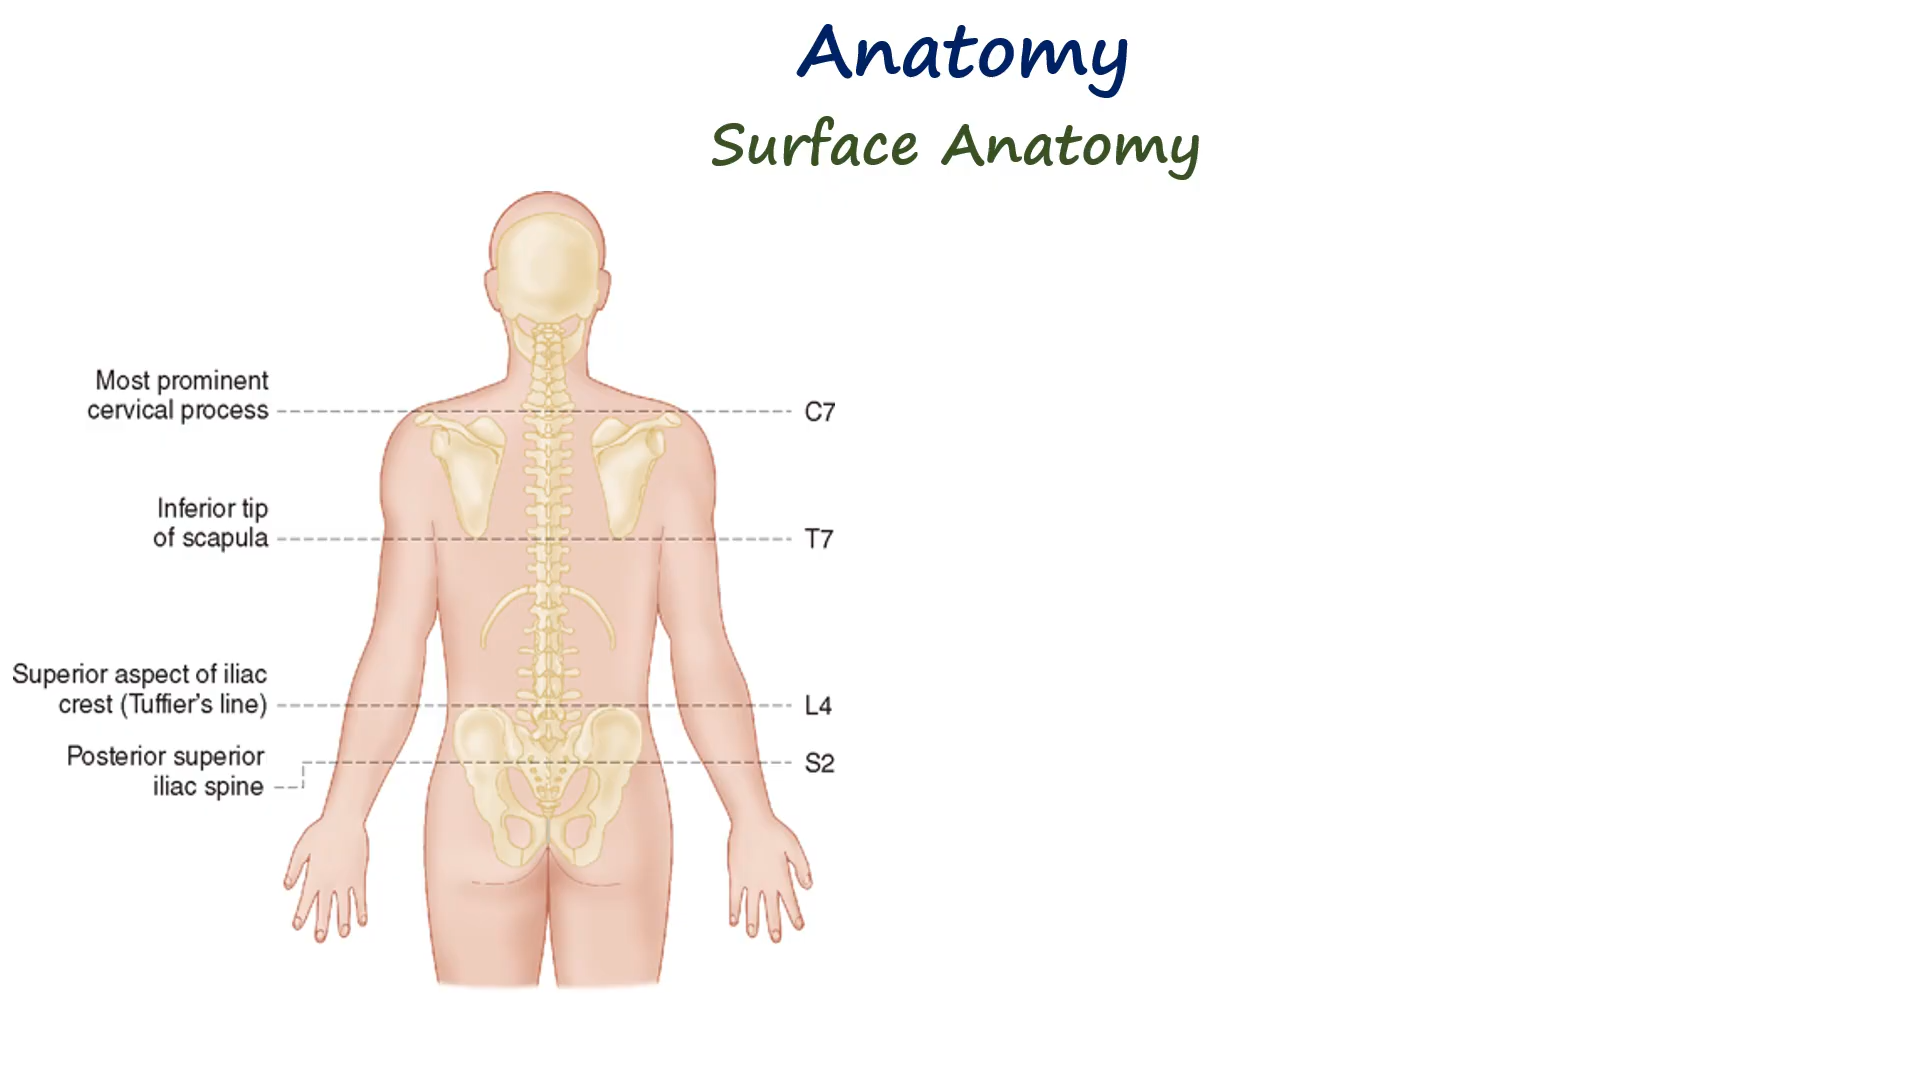 Anatomy
Surface Anatomy
Most prominent
cervical process
C7
Inferior tip
of scapula
T7
Superior aspect of iliac
crest (Tuffier's line)
L4
Posterior superior
iliac spine
S2